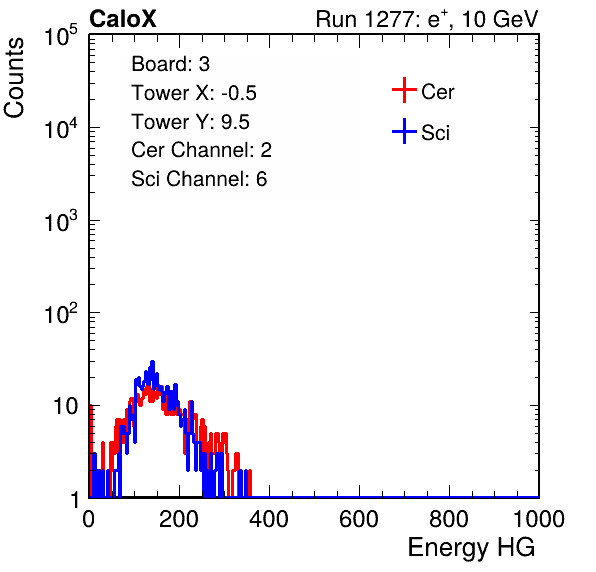 CaloX Run 1277: e⁺, 10 GeV
Counts
10⁵
10⁴
10³
10²
10
1
Board: 3
Tower X: -0.5
Tower Y: 9.5
Cer Channel: 2
Sci Channel: 6
Cer
Sci
0 200 400 600 800 1000
Energy HG